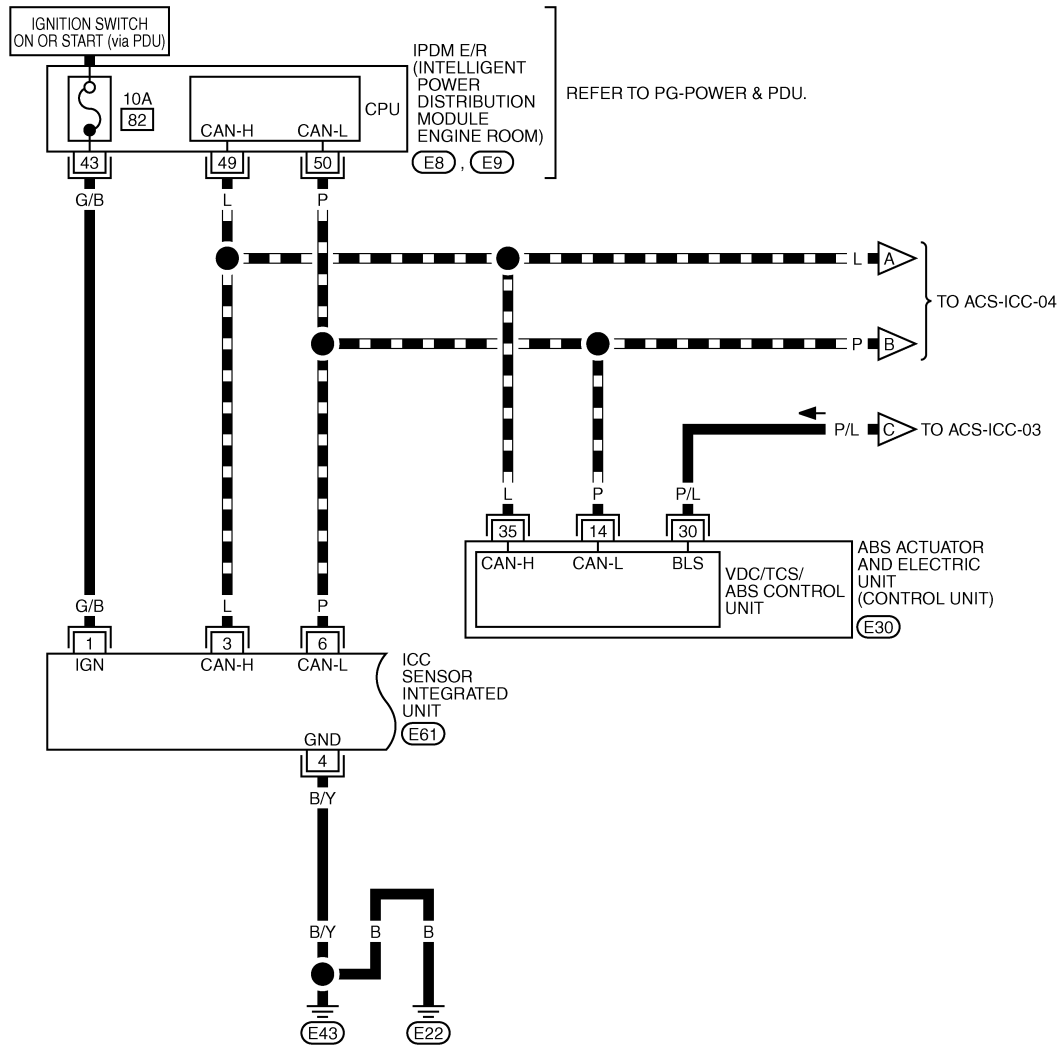 IGNITION SWITCH
ON OR START (via PDU)
IPDM E/R
(INTELLIGENT
POWER
DISTRIBUTION
MODULE
ENGINE ROOM)
E8 , E9
REFER TO PG-POWER & PDU.
10A
82
CPU
CAN-H
CAN-L
43
49
50
G/B
L
P
L
A
TO ACS-ICC-04
P
B
P/L
C
TO ACS-ICC-03
L
P
P/L
35
14
30
CAN-H
CAN-L
BLS
VDC/TCS/
ABS CONTROL
UNIT
ABS ACTUATOR
AND ELECTRIC
UNIT
(CONTROL UNIT)
E30
G/B
L
P
1
3
6
IGN
CAN-H
CAN-L
ICC
SENSOR
INTEGRATED
UNIT
E61
GND
4
B/Y
B/Y
B
B
E43
E22